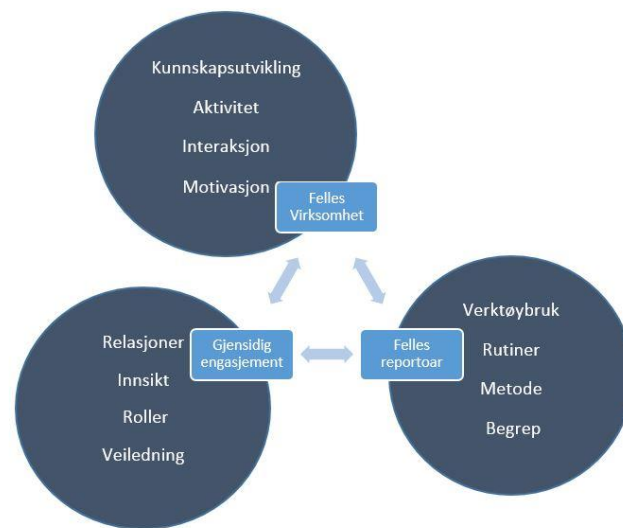 Kunnskapsutvikling
Aktivitet
Interaksjon
Motivasjon
Felles
Virksomhet
Relasjoner
Innsikt
Roller
Veiledning
Gjensidig
engasjement
Felles
reportoar
Verktøybruk
Rutiner
Metode
Begrep